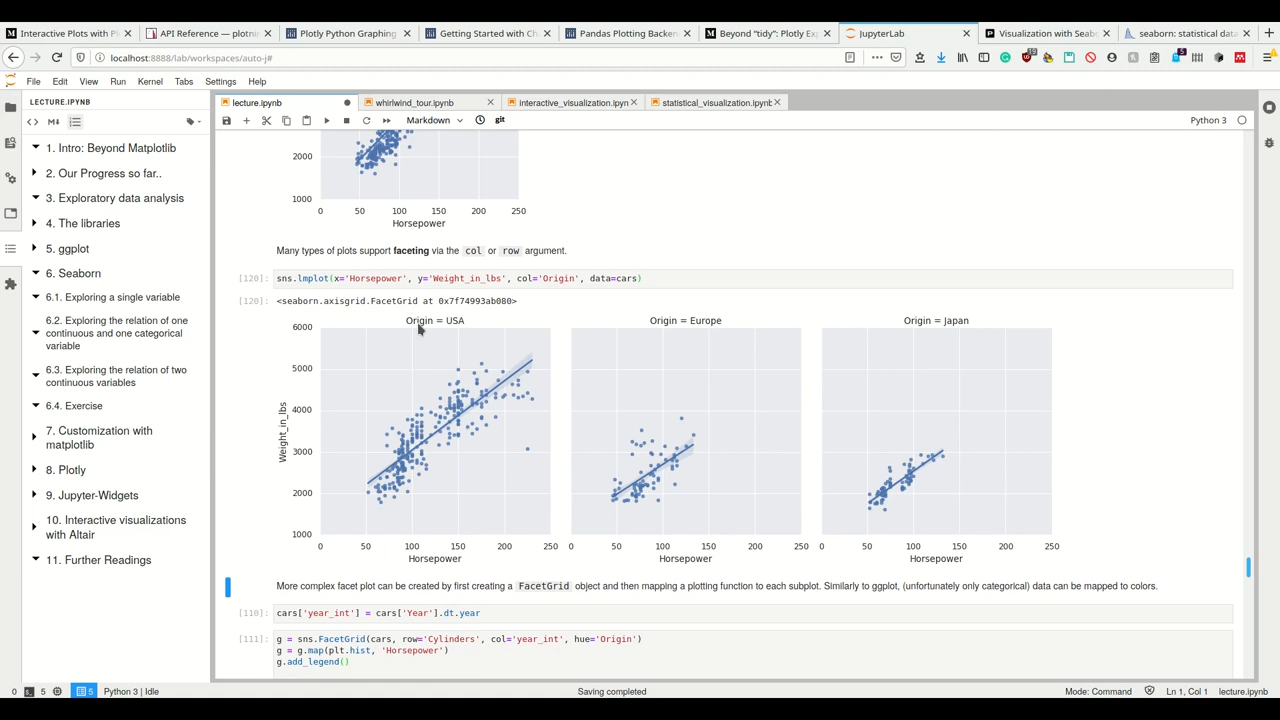 Interactive Plots with Pl
API Reference — plotni
Plotly Python Graphing
Getting Started with Ch
Pandas Plotting Backen
Beyond “tidy”: Plotly Ex
JupyterLab
Visualization with Seabo
seaborn: statistical data
localhost:8888/lab/workspaces/auto-j#
File Edit View Run Kernel Tabs Settings Help
LECTURE.IPYNB
1. Intro: Beyond Matplotlib
2. Our Progress so far..
3. Exploratory data analysis
4. The libraries
5. ggplot
6. Seaborn
6.1. Exploring a single variable
6.2. Exploring the relation of one
continuous and one categorical
variable
6.3. Exploring the relation of two
continuous variables
6.4. Exercise
7. Customization with
matplotlib
8. Plotly
9. Jupyter-Widgets
10. Interactive visualizations
with Altair
11. Further Readings
lecture.ipynb
whirlwind_tour.ipynb
interactive_visualization.ipyn
statistical_visualization.ipynb
Markdown
git
Python 3
2000
1000
0 50 100 150 200 250
Horsepower
Many types of plots support faceting via the col or row argument.
[120]: sns.lmplot(x='Horsepower', y='Weight_in_lbs', col='Origin', data=cars)
[120]: <seaborn.axisgrid.FacetGrid at 0x7f74993ab080>
Origin = USA Origin = Europe Origin = Japan
6000
5000
4000
3000
2000
1000
Weight_in_lbs
0 50 100 150 200 250 0 50 100 150 200 250 0 50 100 150 200 250
Horsepower Horsepower Horsepower
More complex facet plot can be created by first creating a FacetGrid object and then mapping a plotting function to each subplot. Similarly to ggplot, (unfortunately only categorical) data can be mapped to colors.
[110]: cars['year_int'] = cars['Year'].dt.year
[111]: g = sns.FacetGrid(cars, row='Cylinders', col='year_int', hue='Origin')
g = g.map(plt.hist, 'Horsepower')
g.add_legend()
0 5 5 Python 3 | Idle
Saving completed
Mode: Command
Ln 1, Col 1
lecture.ipynb